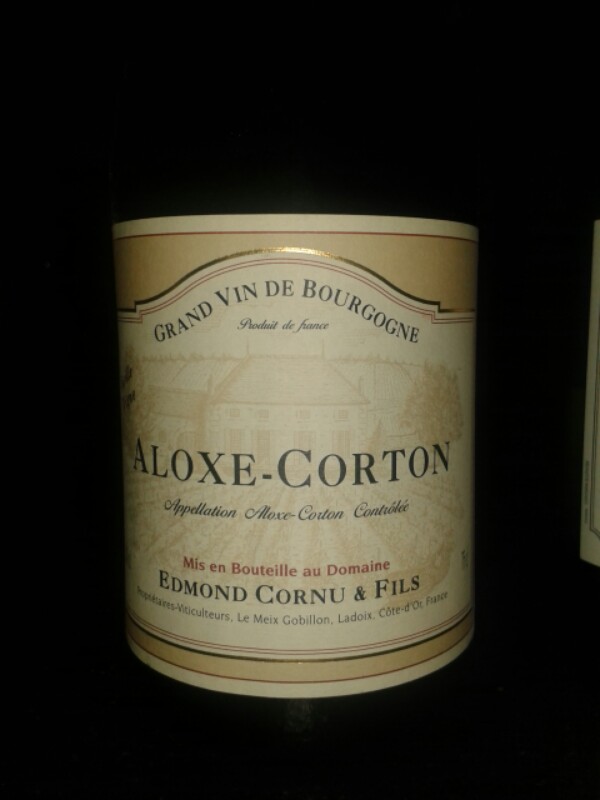 GRAND VIN DE BOURGOGNE
Produit de france
ALOXE-CORTON
Appellation Aloxe-Corton Contrôlée
Mis en Bouteille au Domaine
EDMOND CORNU & FILS
Propriétaires-Viticulteurs, Le Meix Gobillon, Ladoix, Côte-d'Or, France